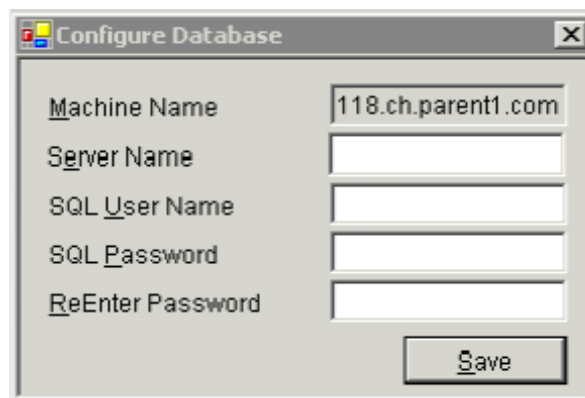 Configure Database
Machine Name 118.ch.parent1.com
Server Name
SQL User Name
SQL Password
ReEnter Password
Save